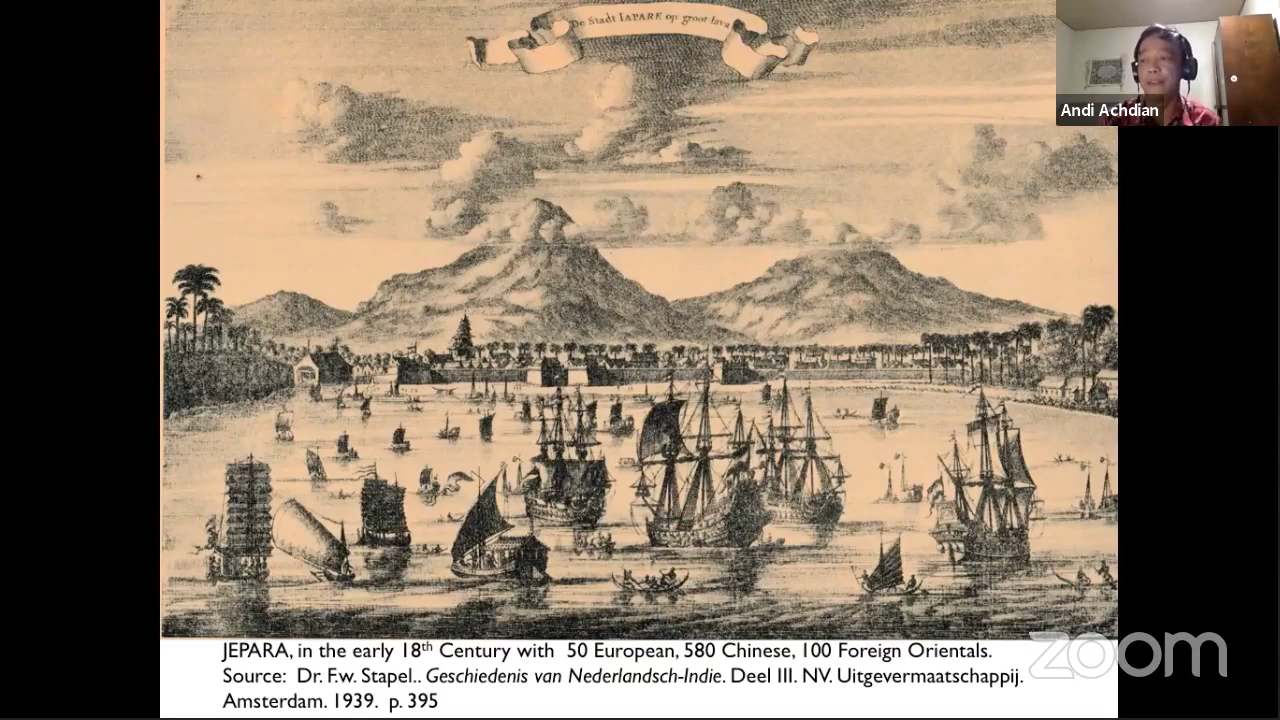 De Stadt IAPARE op groot Iava
Andi Achdian
JEPARA, in the early 18th Century with 50 European, 580 Chinese, 100 Foreign Orientals.
Source: Dr. F.w. Stapel.. Geschiedenis van Nederlandsch-Indie. Deel III. NV. Uitgevermaatschappij.
Amsterdam. 1939. p. 395
zoom